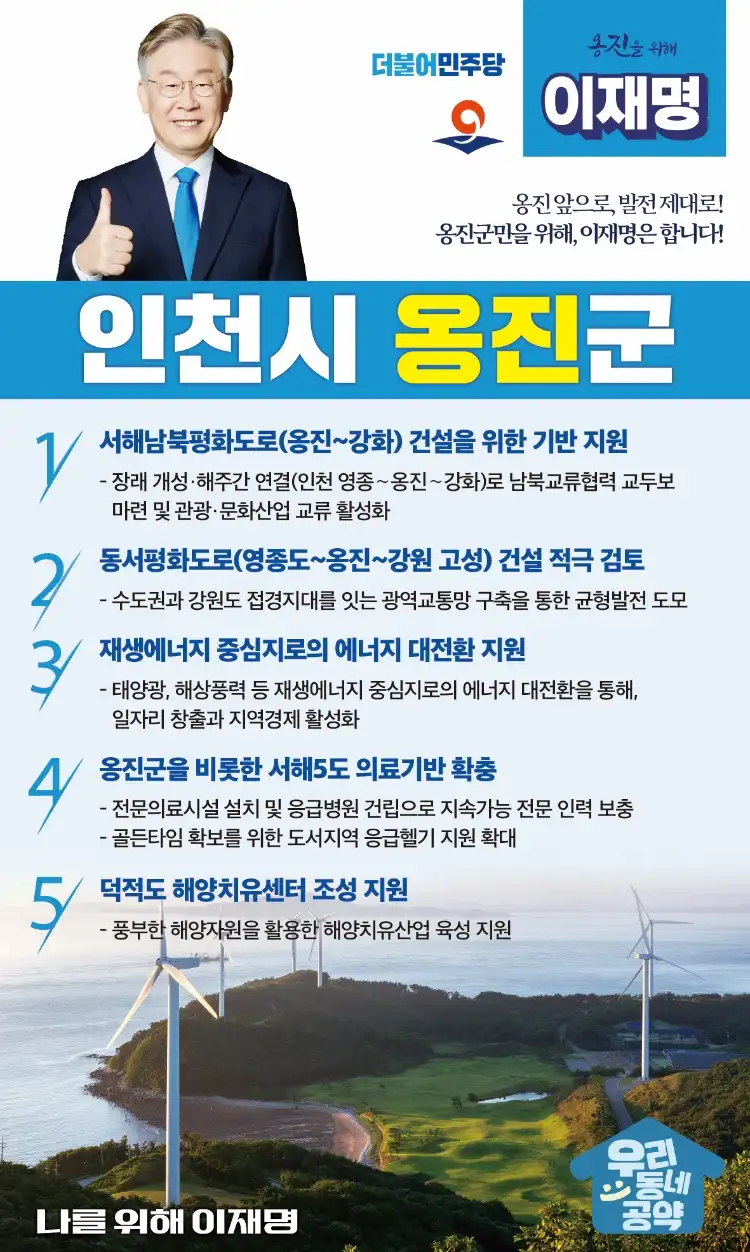 더불어민주당
옹진을 위해
이재명
옹진 앞으로, 발전 제대로!
옹진군민을 위해, 이재명은 합니다!
인천시 옹진군
1 서해남북평화도로(옹진~강화) 건설을 위한 기반 지원
- 장래 개성·해주간 연결(인천 영종~옹진~강화)로 남북교류협력 교두보
마련 및 관광·문화산업 교류 활성화
2 동서평화도로(영종도~옹진~강원 고성) 건설 적극 검토
- 수도권과 강원도 접경지대를 잇는 광역교통망 구축을 통한 균형발전 도모
3 재생에너지 중심지로의 에너지 대전환 지원
- 태양광, 해상풍력 등 재생에너지 중심지로의 에너지 대전환을 통해,
일자리 창출과 지역경제 활성화
4 옹진군을 비롯한 서해5도 의료기반 확충
- 전문의료시설 설치 및 응급병원 건립으로 지속가능 전문 인력 보충
- 골든타임 확보를 위한 도서지역 응급헬기 지원 확대
5 덕적도 해양치유센터 조성 지원
- 풍부한 해양자원을 활용한 해양치유산업 육성 지원
나를 위해 이재명
우리
동네
공약